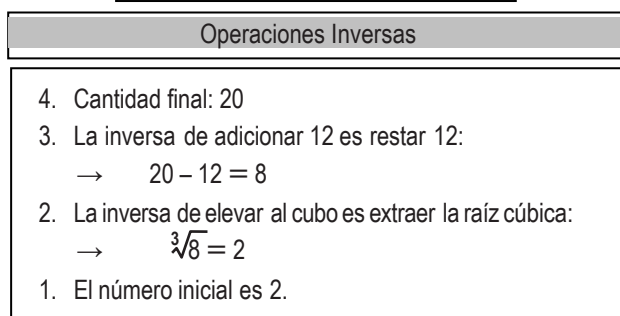 Operaciones Inversas
4. Cantidad final: 20
3. La inversa de adicionar 12 es restar 12:
→ 20 – 12 = 8
2. La inversa de elevar al cubo es extraer la raíz cúbica:
→ ∛8 = 2
1. El número inicial es 2.